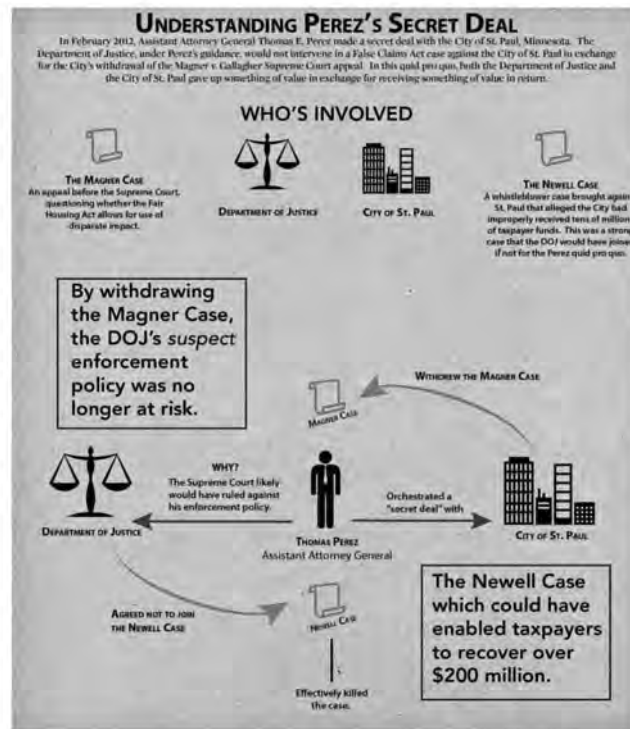 UNDERSTANDING PEREZ'S SECRET DEAL
In February 2012, Assistant Attorney General Thomas E. Perez made a secret deal with the City of St. Paul, Minnesota. The
Department of Justice, under Perez's guidance, would not intervene in a False Claims Act case against the City of St. Paul in exchange
for the City's withdrawal of the Magner v. Gallagher Supreme Court appeal. In this quid pro quo, both the Department of Justice and
the City of St. Paul gave up something of value in exchange for receiving something of value in return.
WHO'S INVOLVED
THE MAGNER CASE
An appeal before the Supreme Court,
questioning whether the Fair
Housing Act allows for use of
disparate impact.
DEPARTMENT OF JUSTICE
CITY OF ST. PAUL
THE NEWELL CASE
A whistleblower case brought again
St. Paul that alleged the City had
improperly received tens of million
of taxpayer funds. This was a stron
case that the DOJ would have joine
if not for the Perez quid pro quo.
By withdrawing
the Magner Case,
the DOJ's suspect
enforcement
policy was no
longer at risk.
WITHDREW THE MAGNER CASE
MAGNER CASE
WHY?
The Supreme Court likely
would have ruled against
his enforcement policy.
Orchestrated a
"secret deal" with
DEPARTMENT OF JUSTICE
THOMAS PEREZ
Assistant Attorney General
CITY OF ST. PAUL
AGREED NOT TO JOIN
THE NEWELL CASE
NEWELL CASE
Effectively killed
the case.
The Newell Case
which could have
enabled taxpayers
to recover over
$200 million.